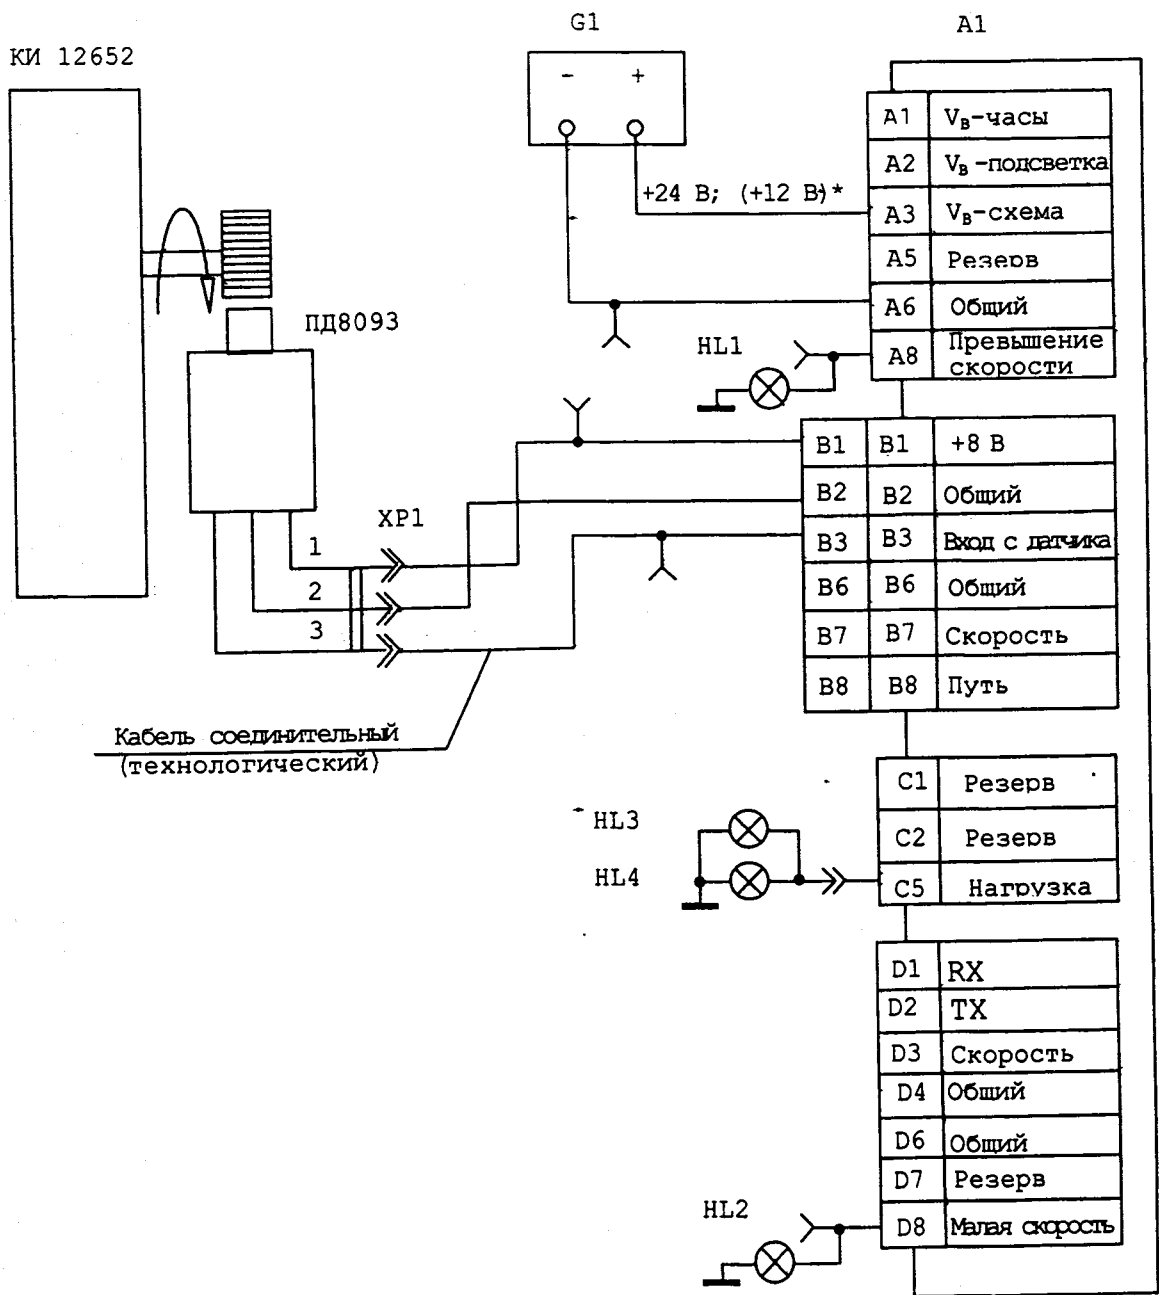 G1
A1
КИ 12652
- +
A1 VВ-часы
A2 VВ-подсветка
+24 В; (+12 В)*
A3 VВ-схема
A5 Резерв
A6 Общий
ПД8093
HL1
A8 Превышение
скорости
B1 B1 +8 В
B2 B2 Общий
XP1
B3 B3 Вход с датчика
1
B6 B6 Общий
2
B7 B7 Скорость
3
B8 B8 Путь
Кабель соединительный
(технологический)
C1 Резерв
HL3
C2 Резерв
HL4
C5 Нагрузка
D1 RX
D2 TX
D3 Скорость
D4 Общий
D6 Общий
D7 Резерв
HL2
D8 Малая скорость